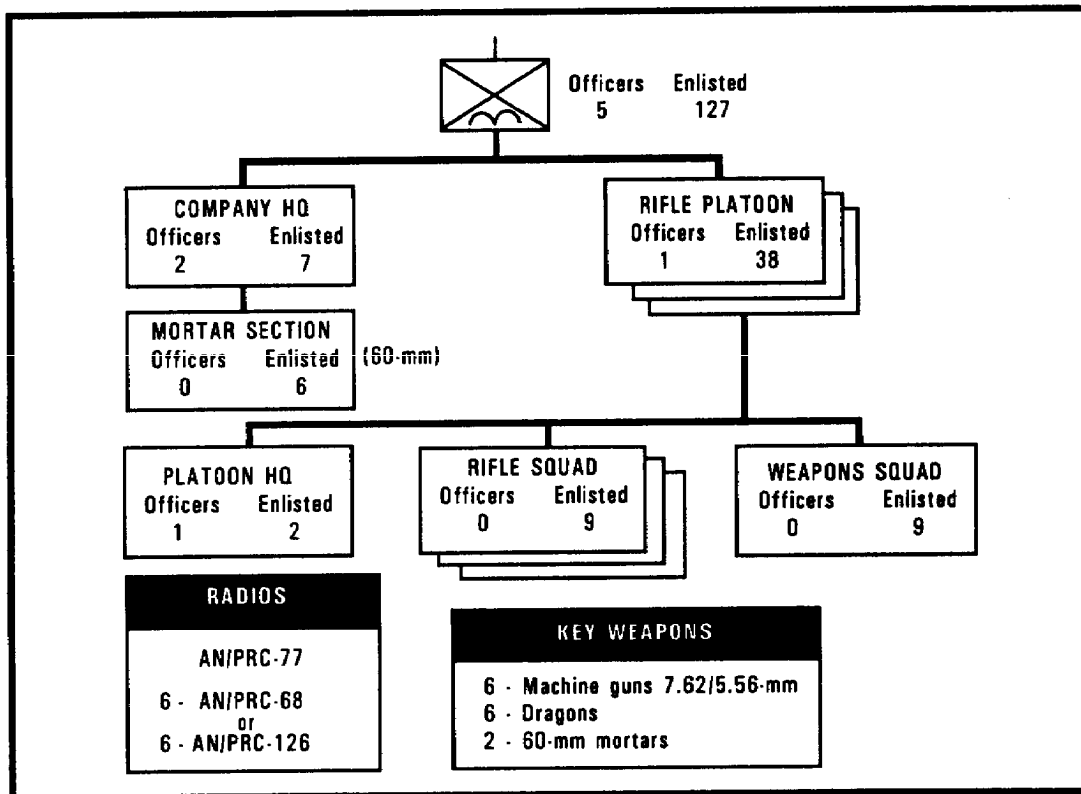 Officers Enlisted
5 127
COMPANY HQ
Officers Enlisted
2 7
RIFLE PLATOON
Officers Enlisted
1 38
MORTAR SECTION
Officers Enlisted (60-mm)
0 6
PLATOON HQ
Officers Enlisted
1 2
RIFLE SQUAD
Officers Enlisted
0 9
WEAPONS SQUAD
Officers Enlisted
0 9
RADIOS
AN/PRC-77
6 - AN/PRC-68
or
6 - AN/PRC-126
KEY WEAPONS
6 - Machine guns 7.62/5.56-mm
6 - Dragons
2 - 60-mm mortars